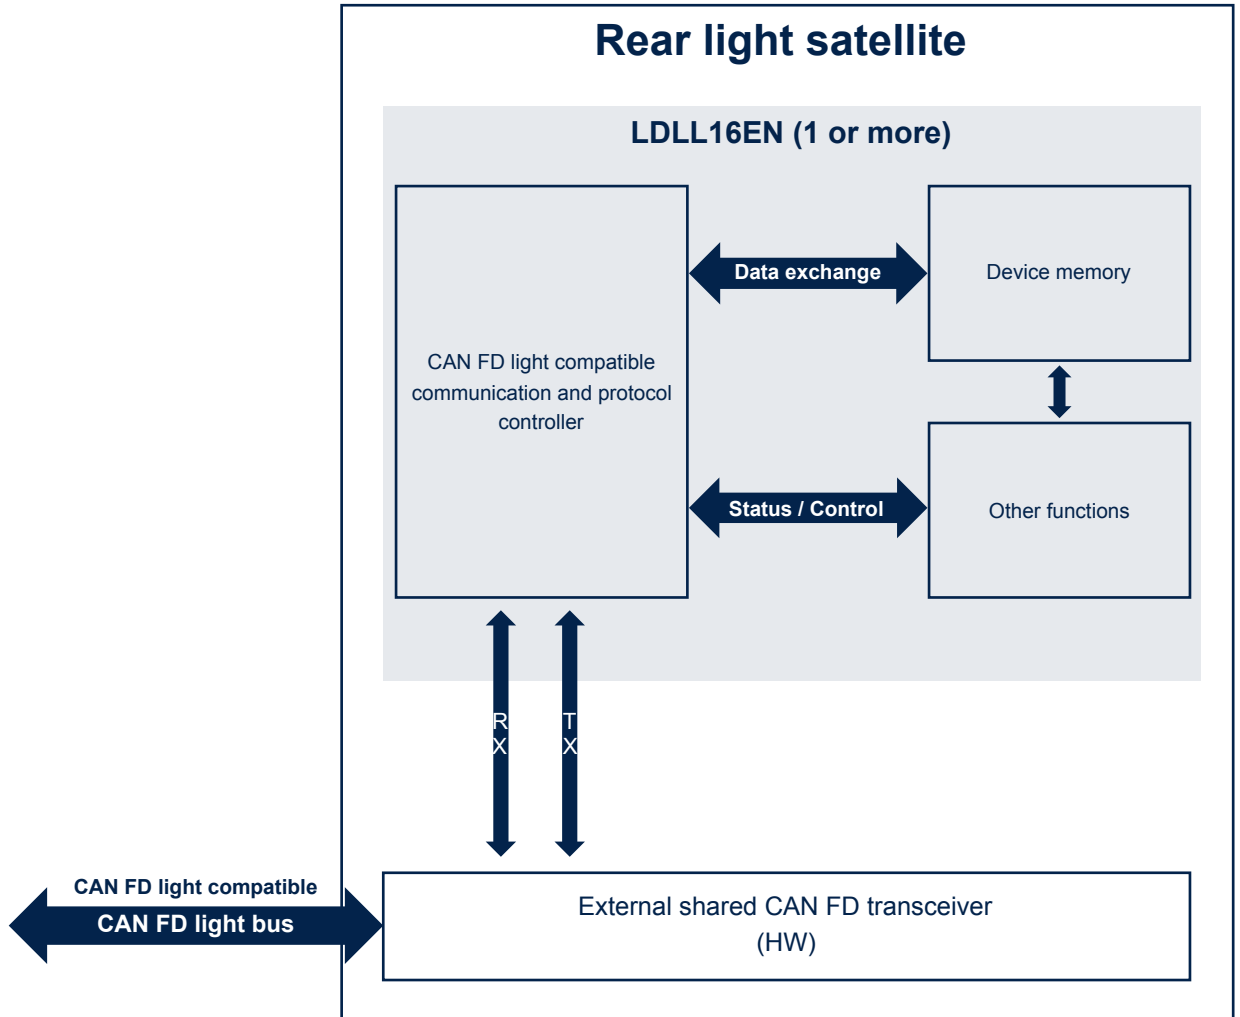 Rear light satellite
LDLL16EN (1 or more)
CAN FD light compatible
communication and protocol
controller
Data exchange
Device memory
Status / Control
Other functions
R
X
T
X
CAN FD light compatible
CAN FD light bus
External shared CAN FD transceiver
(HW)